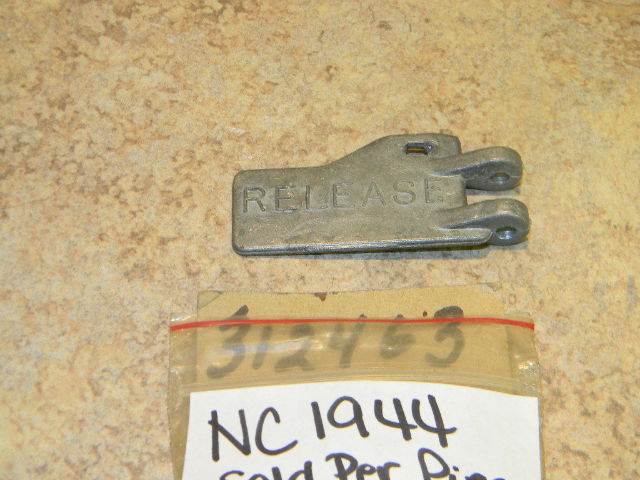 RELEASE
312463
NC 1944
Sold Per